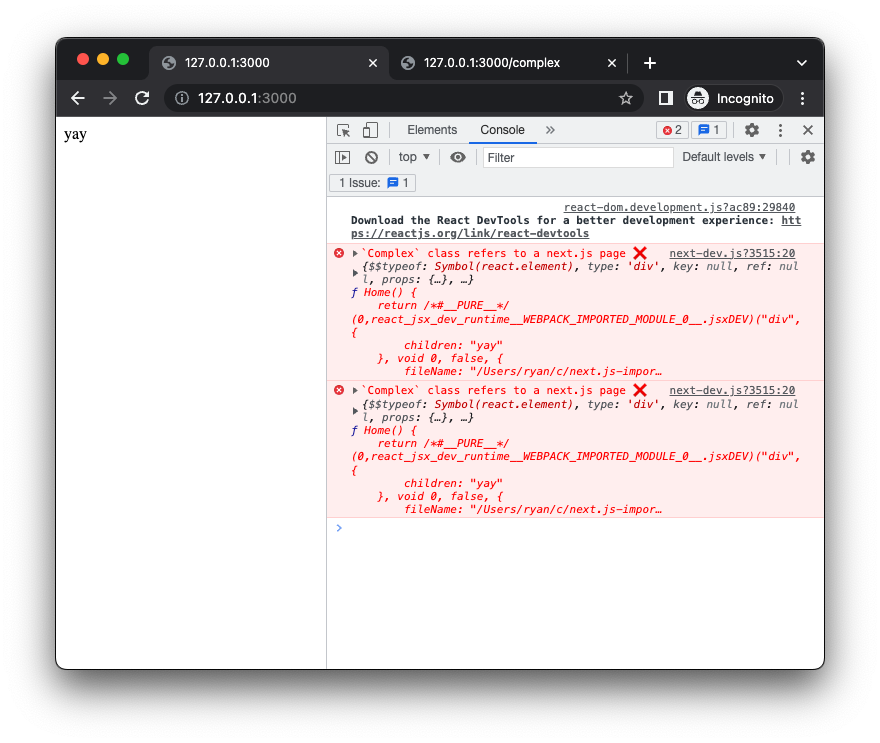 127.0.0.1:3000
127.0.0.1:3000/complex
127.0.0.1:3000
Incognito
yay
Elements
Console
2
1
top
Filter
Default levels
1 Issue:
1
react-dom.development.js?ac89:29840
Download the React DevTools for a better development experience: htt
ps://reactjs.org/link/react-devtools
`Complex` class refers to a next.js page ❌
next-dev.js?3515:20
{$$typeof: Symbol(react.element), type: 'div', key: null, ref: nul
l, props: {…}, …}
ƒ Home() {
return /*#__PURE__*/
(0,react_jsx_dev_runtime__WEBPACK_IMPORTED_MODULE_0__.jsxDEV)("div",
{
children: "yay"
}, void 0, false, {
fileName: "/Users/ryan/c/next.js-impor…
`Complex` class refers to a next.js page ❌
next-dev.js?3515:20
{$$typeof: Symbol(react.element), type: 'div', key: null, ref: nul
l, props: {…}, …}
ƒ Home() {
return /*#__PURE__*/
(0,react_jsx_dev_runtime__WEBPACK_IMPORTED_MODULE_0__.jsxDEV)("div",
{
children: "yay"
}, void 0, false, {
fileName: "/Users/ryan/c/next.js-impor…